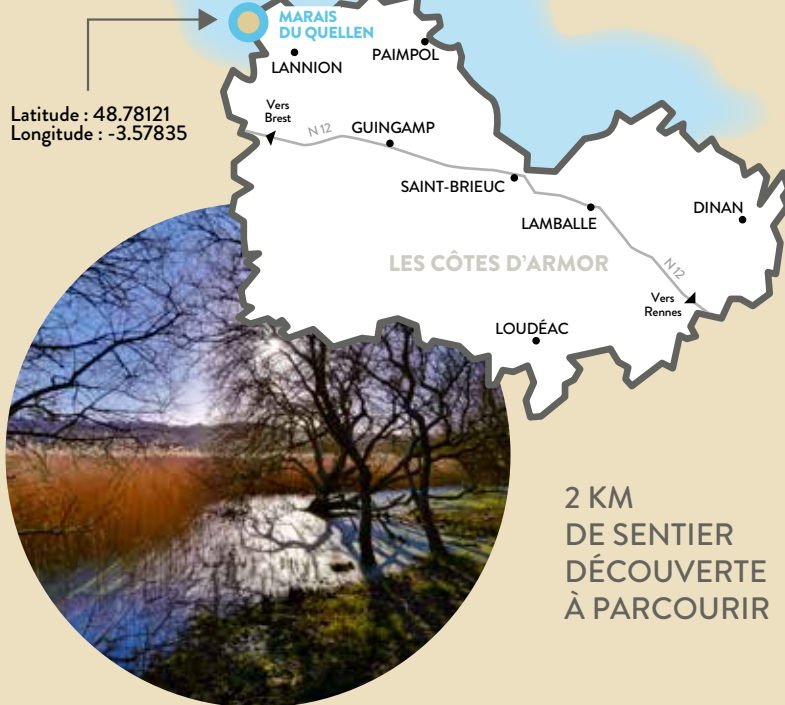 MARAIS
DU QUELLEN
LANNION
PAIMPOL
Latitude : 48.78121
Longitude : -3.57835
Vers
Brest
N 12
GUINGAMP
SAINT-BRIEUC
LAMBALLE
DINAN
LES CÔTES D'ARMOR
N 12
Vers
Rennes
LOUDÉAC
2 KM
DE SENTIER
DÉCOUVERTE
À PARCOURIR